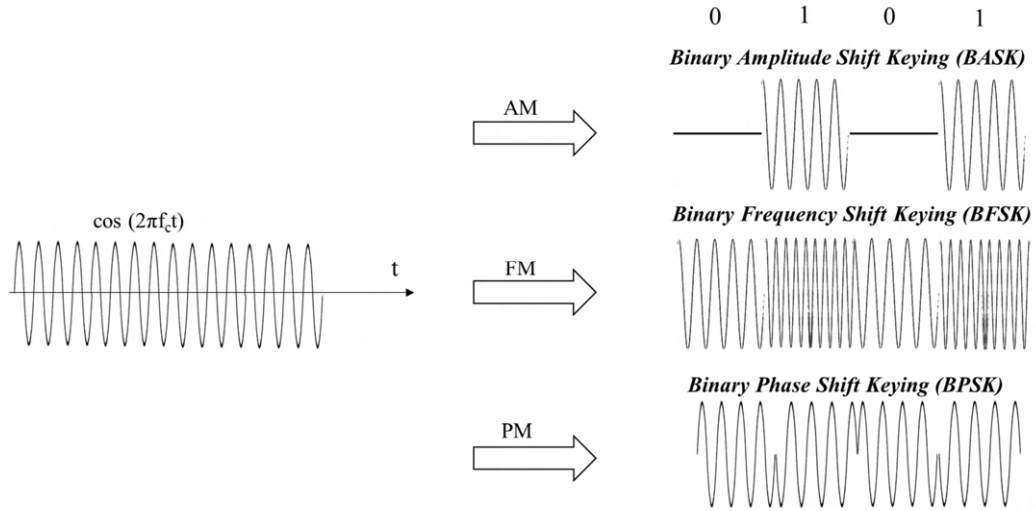 0 1 0 1
Binary Amplitude Shift Keying (BASK)
AM
cos (2πf_ct)
t
Binary Frequency Shift Keying (BFSK)
FM
Binary Phase Shift Keying (BPSK)
PM